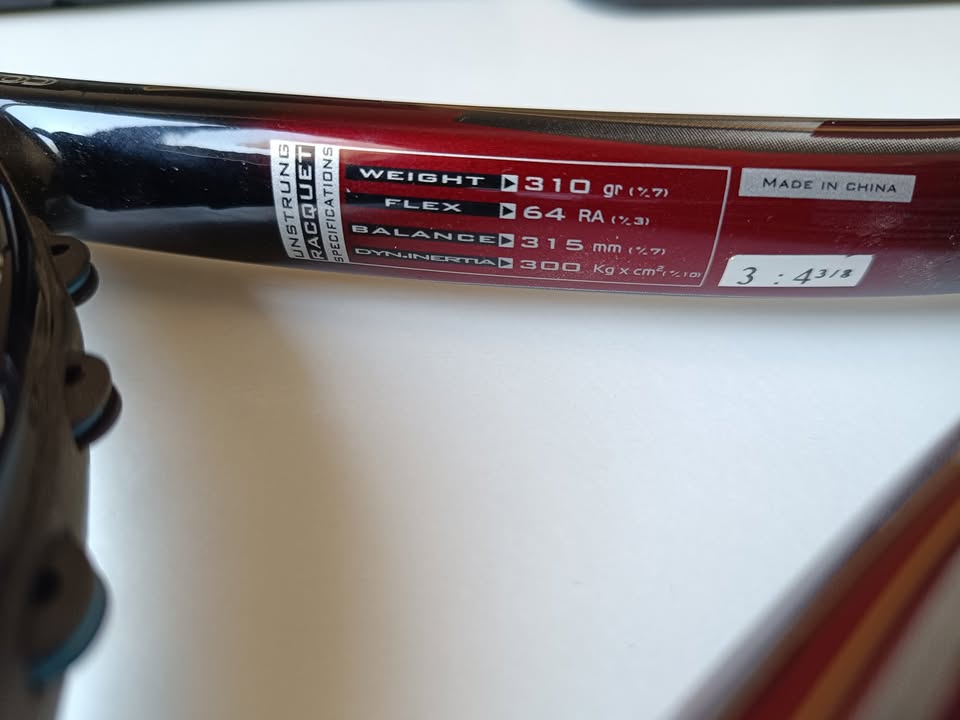 UNSTRUNG
RACQUET
SPECIFICATIONS
WEIGHT 310 gr (+/- 7)
FLEX 64 RA (+/- 3)
BALANCE 315 mm (+/- 7)
DYN.INERTIA 300 Kg x cm² (+/- 10)
MADE IN CHINA
3 : 4 3/8